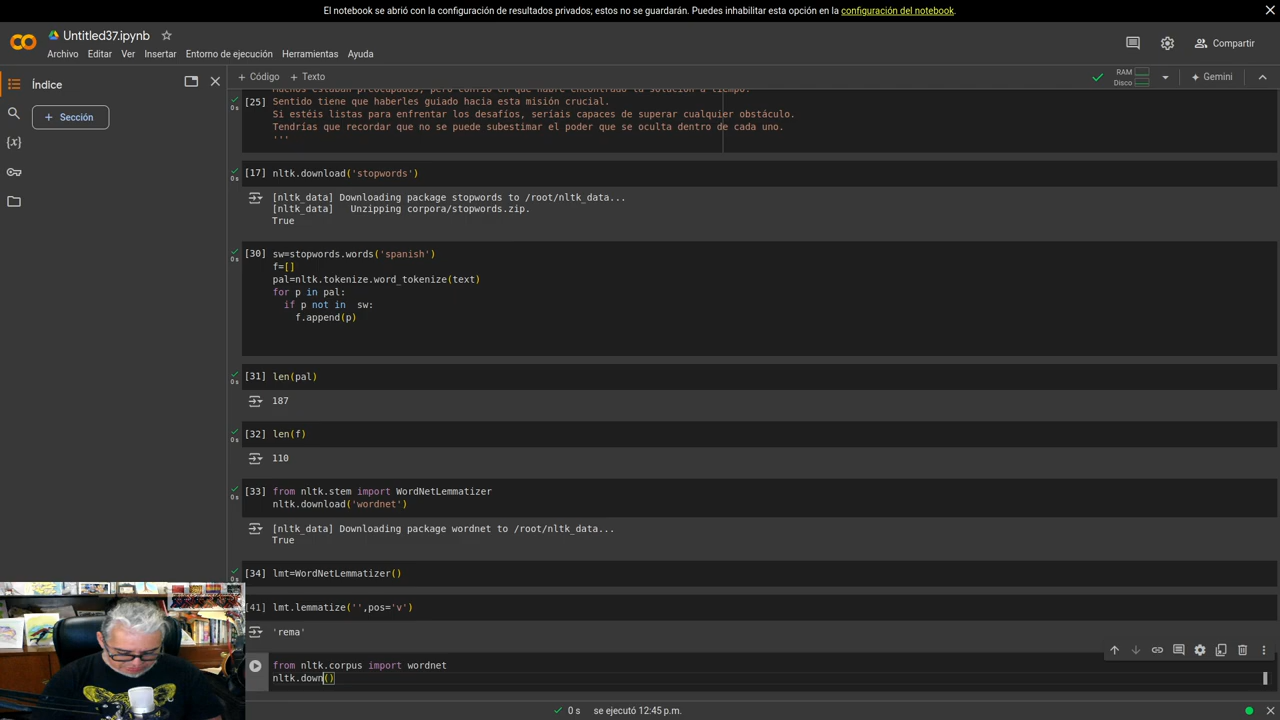 El notebook se abrió con la configuración de resultados privados; estos no se guardarán. Puedes inhabilitar esta opción en la configuración del notebook.
Untitled37.ipynb
Archivo Editar Ver Insertar Entorno de ejecución Herramientas Ayuda
Compartir
Índice
+ Sección
+ Código + Texto
RAM
Disco
Gemini
[25]
Sentido tiene que haberles guiado hacia esta misión crucial.
Si estéis listas para enfrentar los desafíos, seríais capaces de superar cualquier obstáculo.
Tendrías que recordar que no se puede subestimar el poder que se oculta dentro de cada uno.
'''
0 s
[17] nltk.download('stopwords')
0 s
[nltk_data] Downloading package stopwords to /root/nltk_data...
[nltk_data]   Unzipping corpora/stopwords.zip.
True
[30] sw=stopwords.words('spanish')
0 s
f=[]
pal=nltk.tokenize.word_tokenize(text)
for p in pal:
  if p not in  sw:
    f.append(p)
[31] len(pal)
0 s
187
[32] len(f)
0 s
110
[33] from nltk.stem import WordNetLemmatizer
0 s
nltk.download('wordnet')
[nltk_data] Downloading package wordnet to /root/nltk_data...
True
[34] lmt=WordNetLemmatizer()
0 s
[41] lmt.lemmatize('',pos='v')
'rema'
from nltk.corpus import wordnet
nltk.down()
0 s se ejecutó 12:45 p.m.